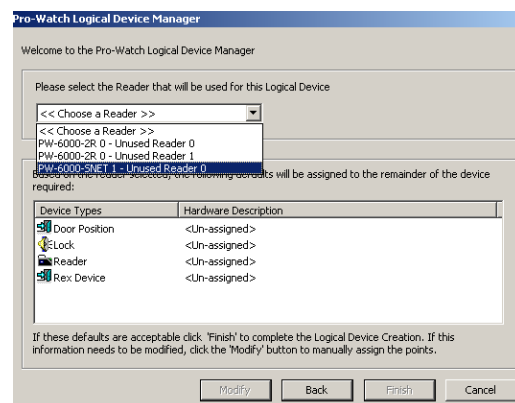 Pro-Watch Logical Device Manager
Welcome to the Pro-Watch Logical Device Manager
Please select the Reader that will be used for this Logical Device
<< Choose a Reader >>
<< Choose a Reader >>
PW-6000-2R 0 - Unused Reader 0
PW-6000-2R 0 - Unused Reader 1
PW-6000-SNET 1 - Unused Reader 0
Based on the reader selected, the following defaults will be assigned to the remainder of the device
required:
Device Types Hardware Description
Door Position <Un-assigned>
Lock <Un-assigned>
Reader <Un-assigned>
Rex Device <Un-assigned>
If these defaults are acceptable click 'Finish' to complete the Logical Device Creation. If this
information needs to be modified, click the 'Modify' button to manually assign the points.
Modify Back Finish Cancel